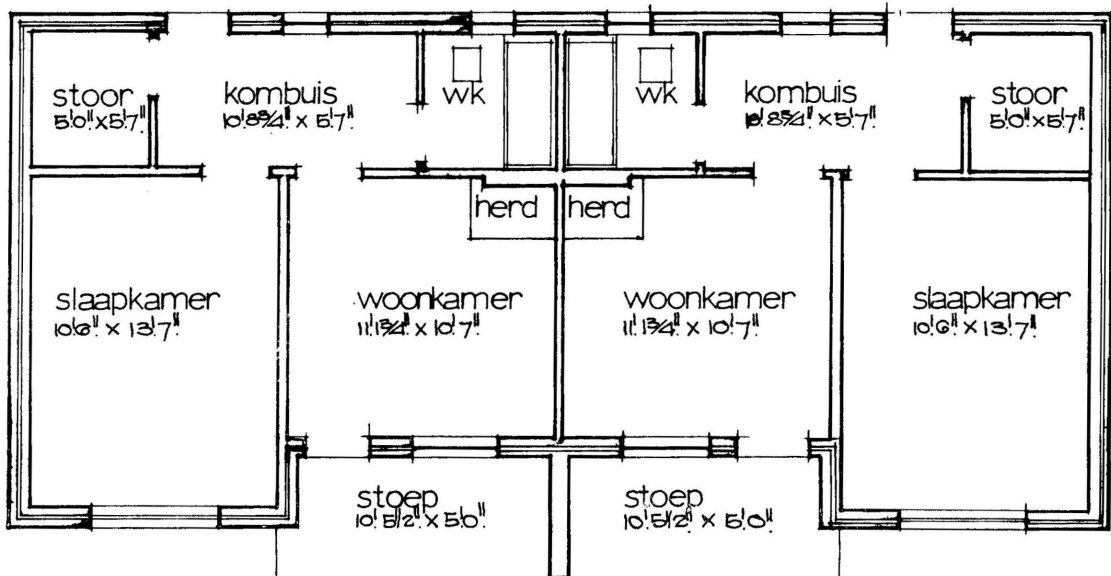 stoor
5'0" x 5'7"
kombuis
10'8¾" x 5'7"
wk
wk
kombuis
10'8¾" x 5'7"
stoor
5'0" x 5'7"
herd
herd
slaapkamer
10'6" x 13'7"
woonkamer
11'1¾" x 10'7"
woonkamer
11'1¾" x 10'7"
slaapkamer
10'6" x 13'7"
stoep
10'5½" x 5'0"
stoep
10'5½" x 5'0"